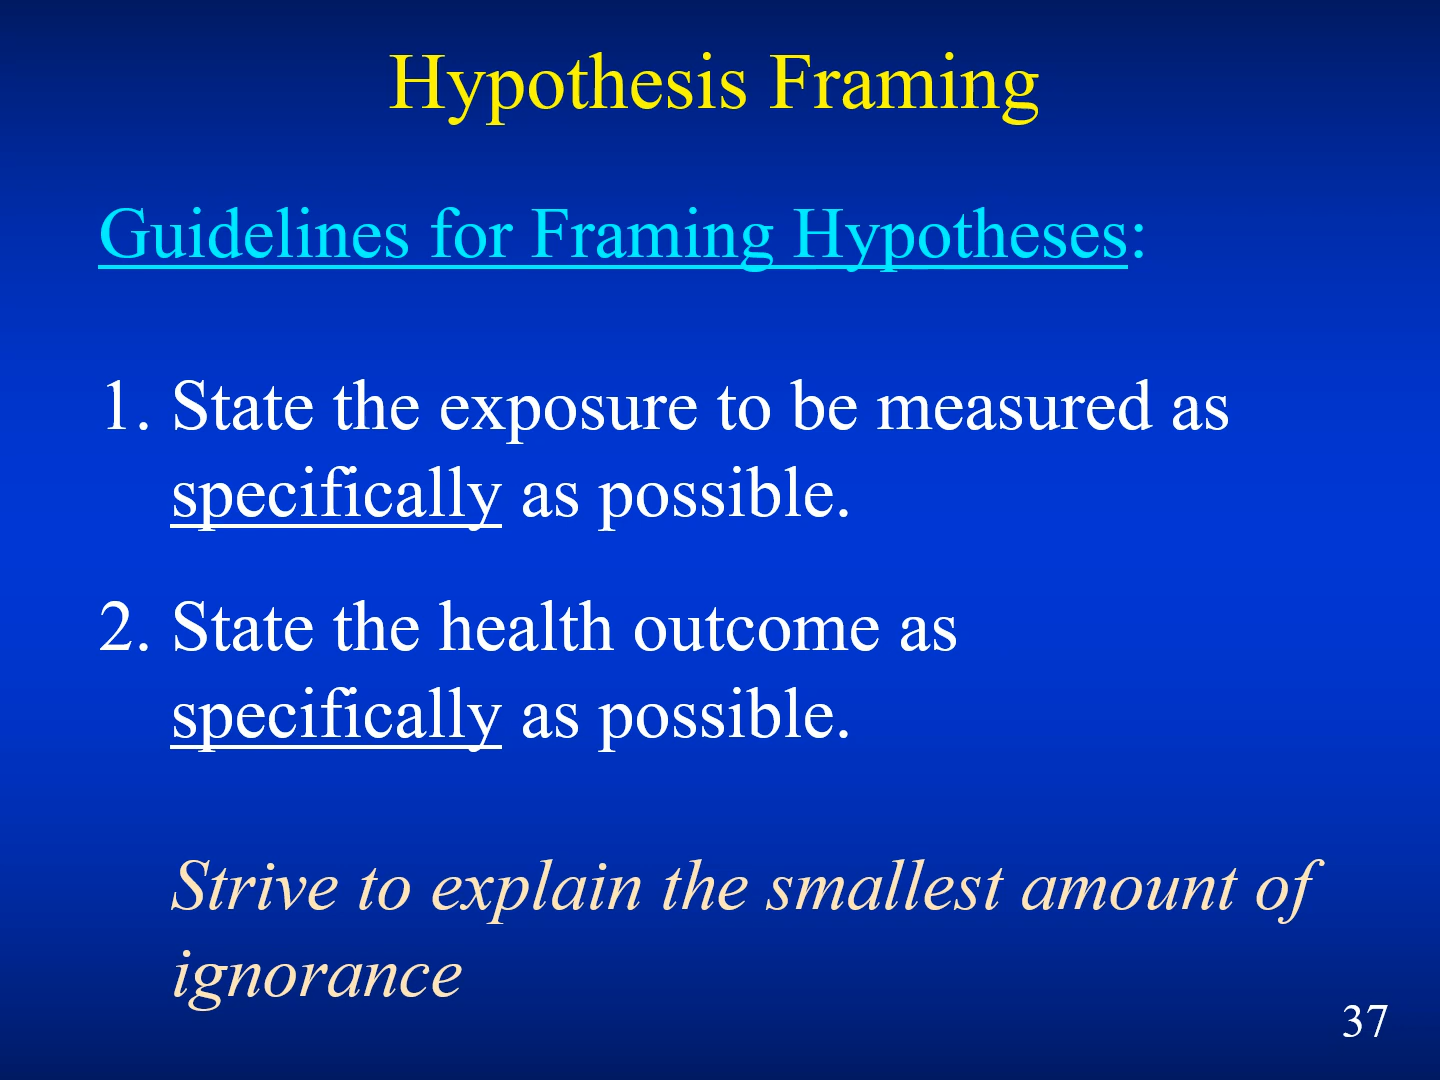 Hypothesis Framing
Guidelines for Framing Hypotheses:
1. State the exposure to be measured as
specifically as possible.
2. State the health outcome as
specifically as possible.
Strive to explain the smallest amount of
ignorance
37